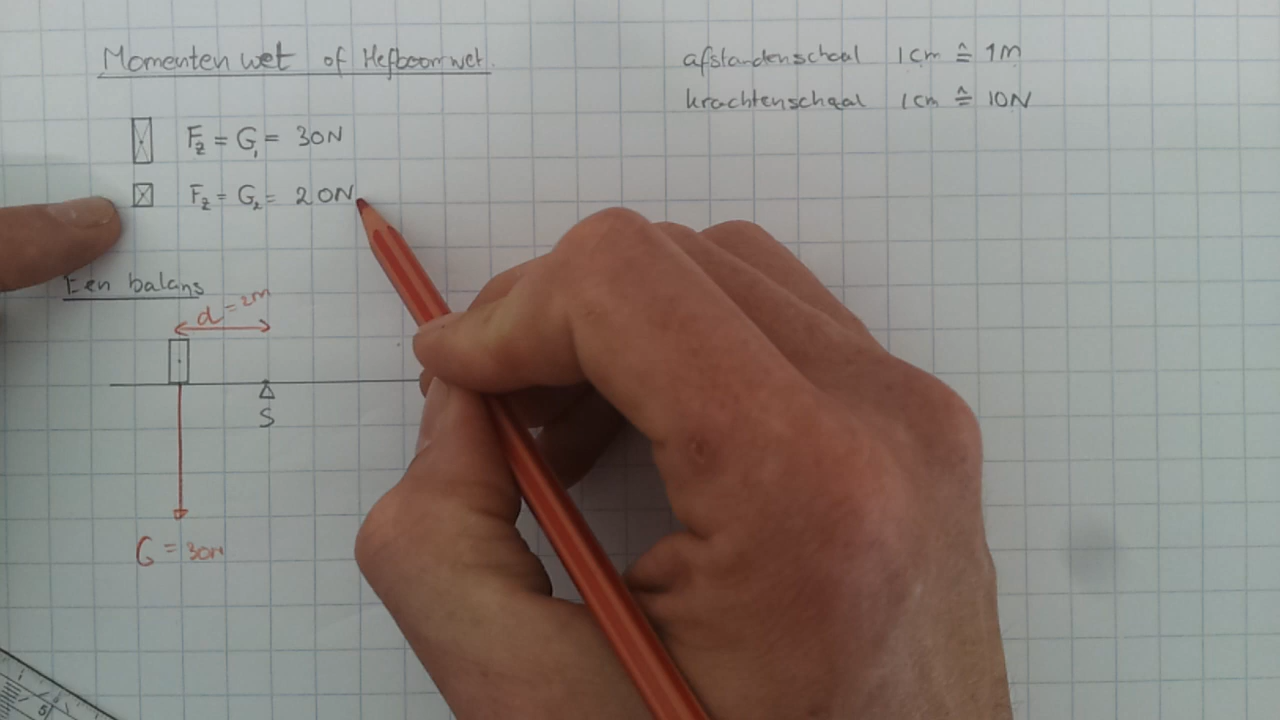 Momentenwet of Hefboomwet.
afstandenschaal 1cm ≙ 1m
krachtenschaal 1cm ≙ 10N
Fz = G₁ = 30N
Fz = G₂ = 20N
Een balans
d = 2m
S
G = 30N